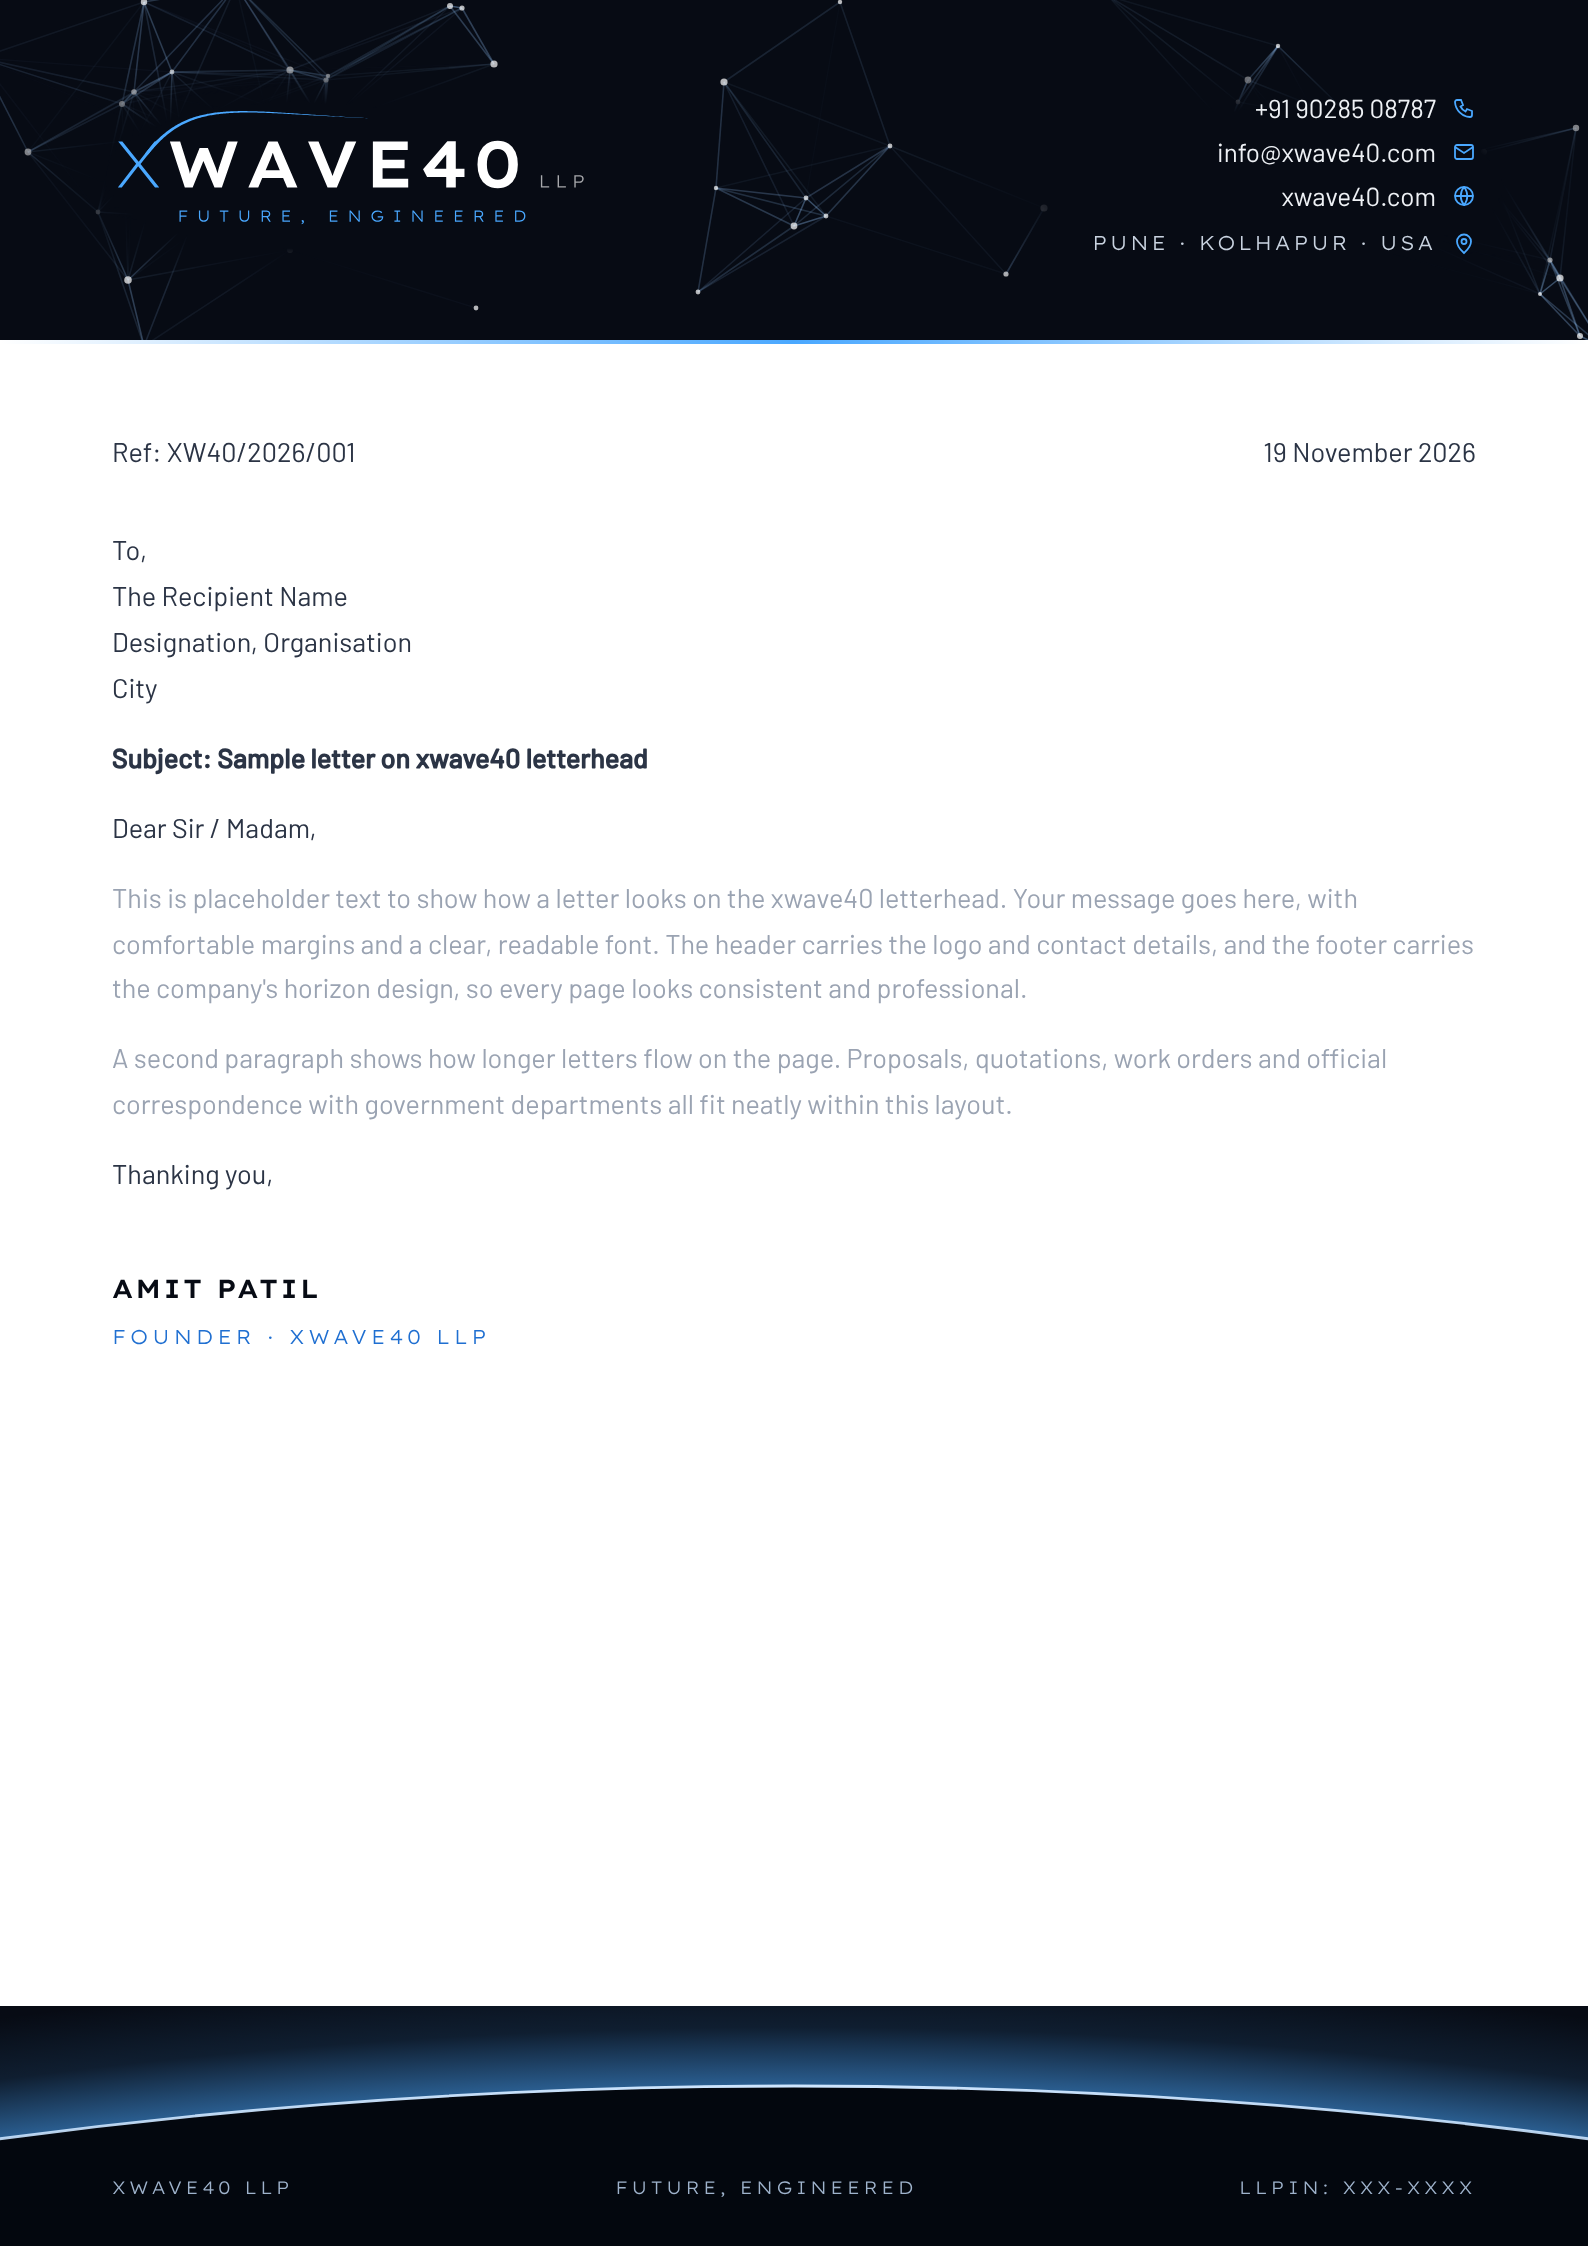 XWAVE40 LLP
FUTURE, ENGINEERED
+91 90285 08787
info@xwave40.com
xwave40.com
PUNE · KOLHAPUR · USA
Ref: XW40/2026/001
19 November 2026
To,
The Recipient Name
Designation, Organisation
City
Subject: Sample letter on xwave40 letterhead
Dear Sir / Madam,
This is placeholder text to show how a letter looks on the xwave40 letterhead. Your message goes here, with
comfortable margins and a clear, readable font. The header carries the logo and contact details, and the footer carries
the company's horizon design, so every page looks consistent and professional.
A second paragraph shows how longer letters flow on the page. Proposals, quotations, work orders and official
correspondence with government departments all fit neatly within this layout.
Thanking you,
AMIT PATIL
FOUNDER · XWAVE40 LLP
XWAVE40 LLP
FUTURE, ENGINEERED
LLPIN: XXX-XXXX